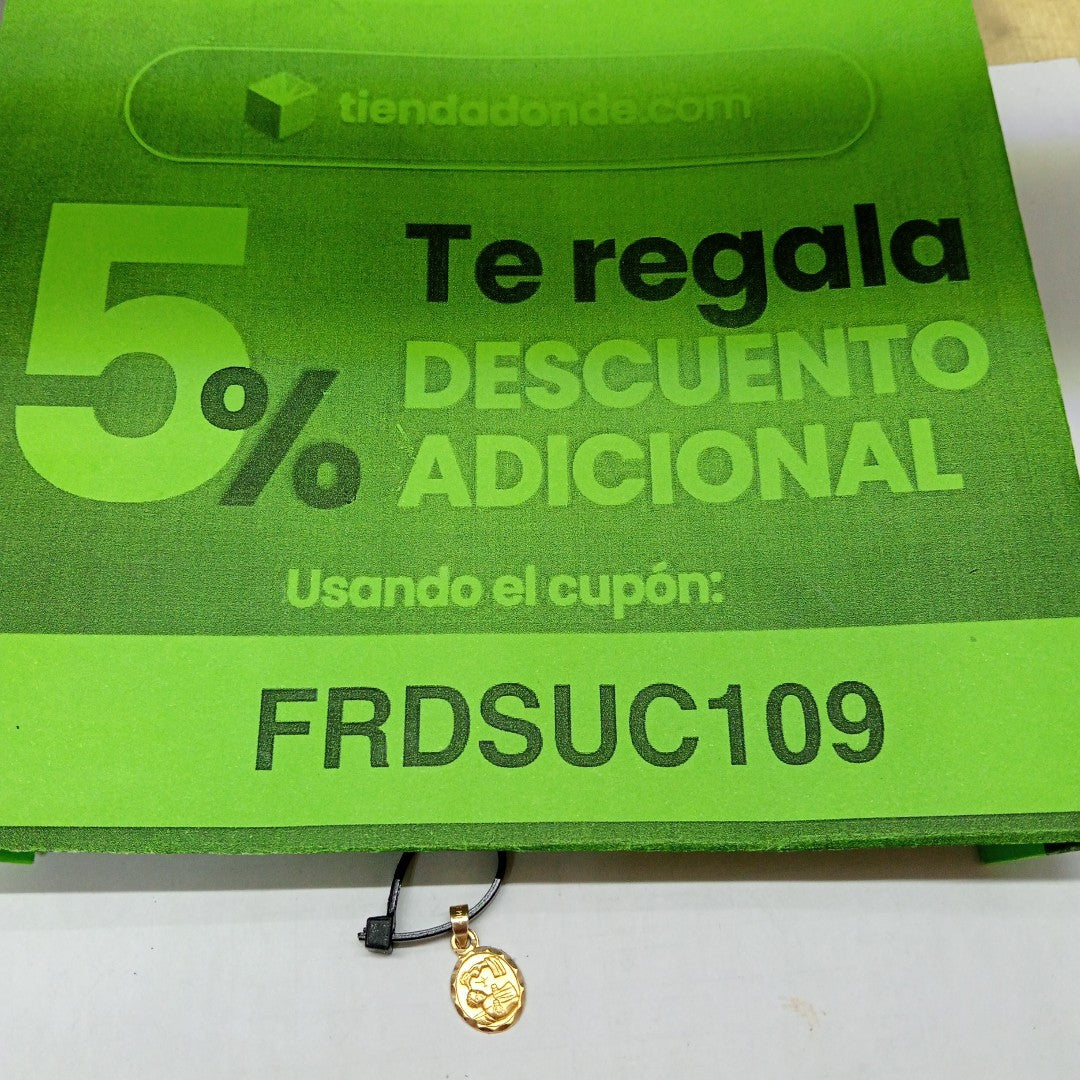 tiendadonde.com
5%
Te regala
DESCUENTO
ADICIONAL
Usando el cupón:
FRDSUC109